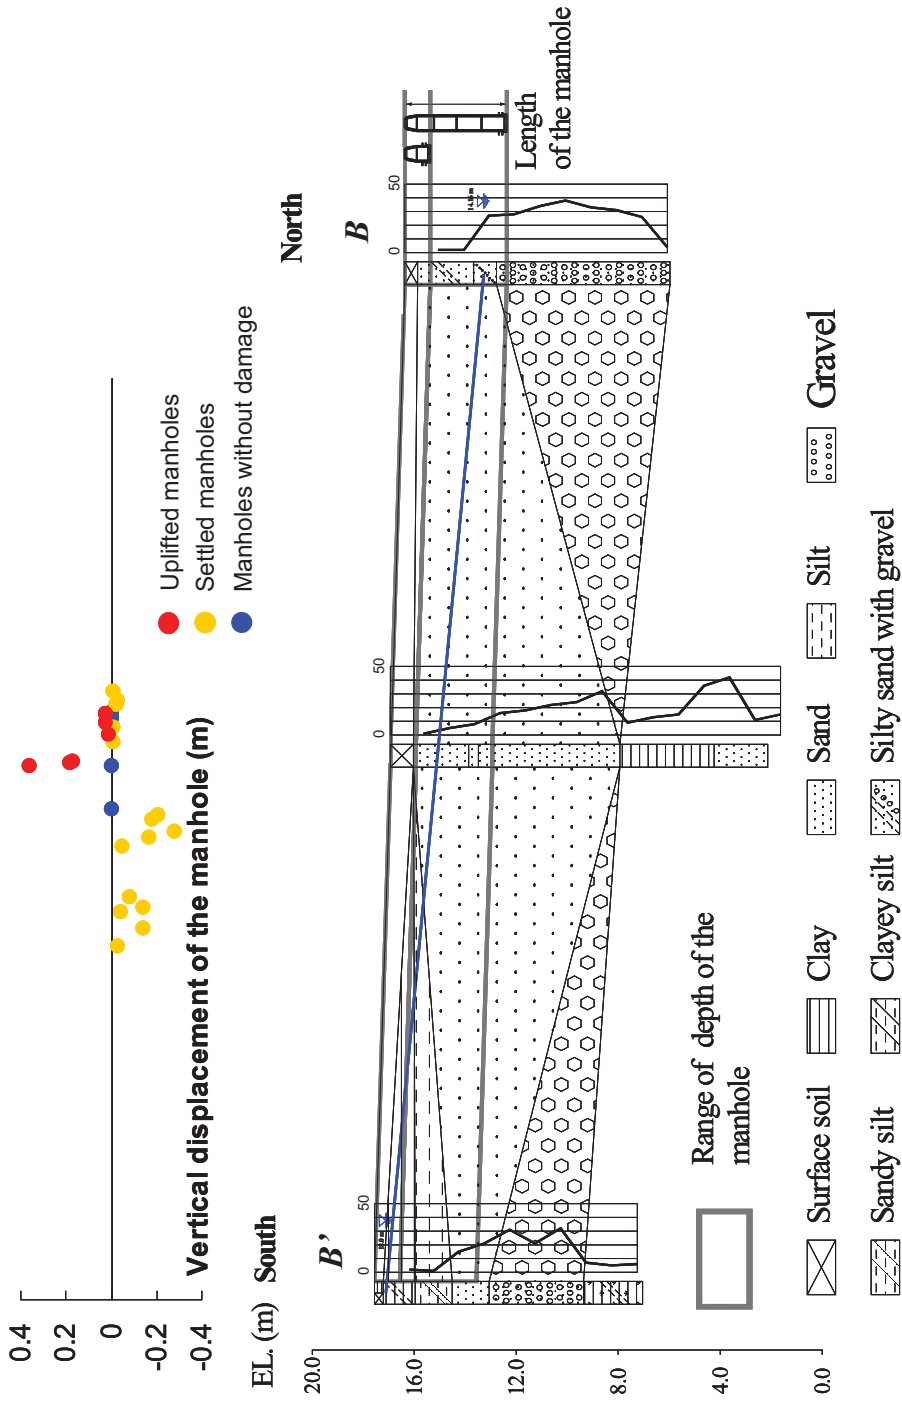 0.4
0.2
0
-0.2
-0.4
Vertical displacement of the manhole (m)
Uplifted manholes
Settled manholes
Manholes without damage
EL. (m)
South
North
B’
B
20.0
16.0
12.0
8.0
4.0
0.0
0
50
0
50
0
50
Length
of the manhole
Range of depth of the
manhole
Surface soil
Clay
Sand
Silt
Gravel
Sandy silt
Clayey silt
Silty sand with gravel